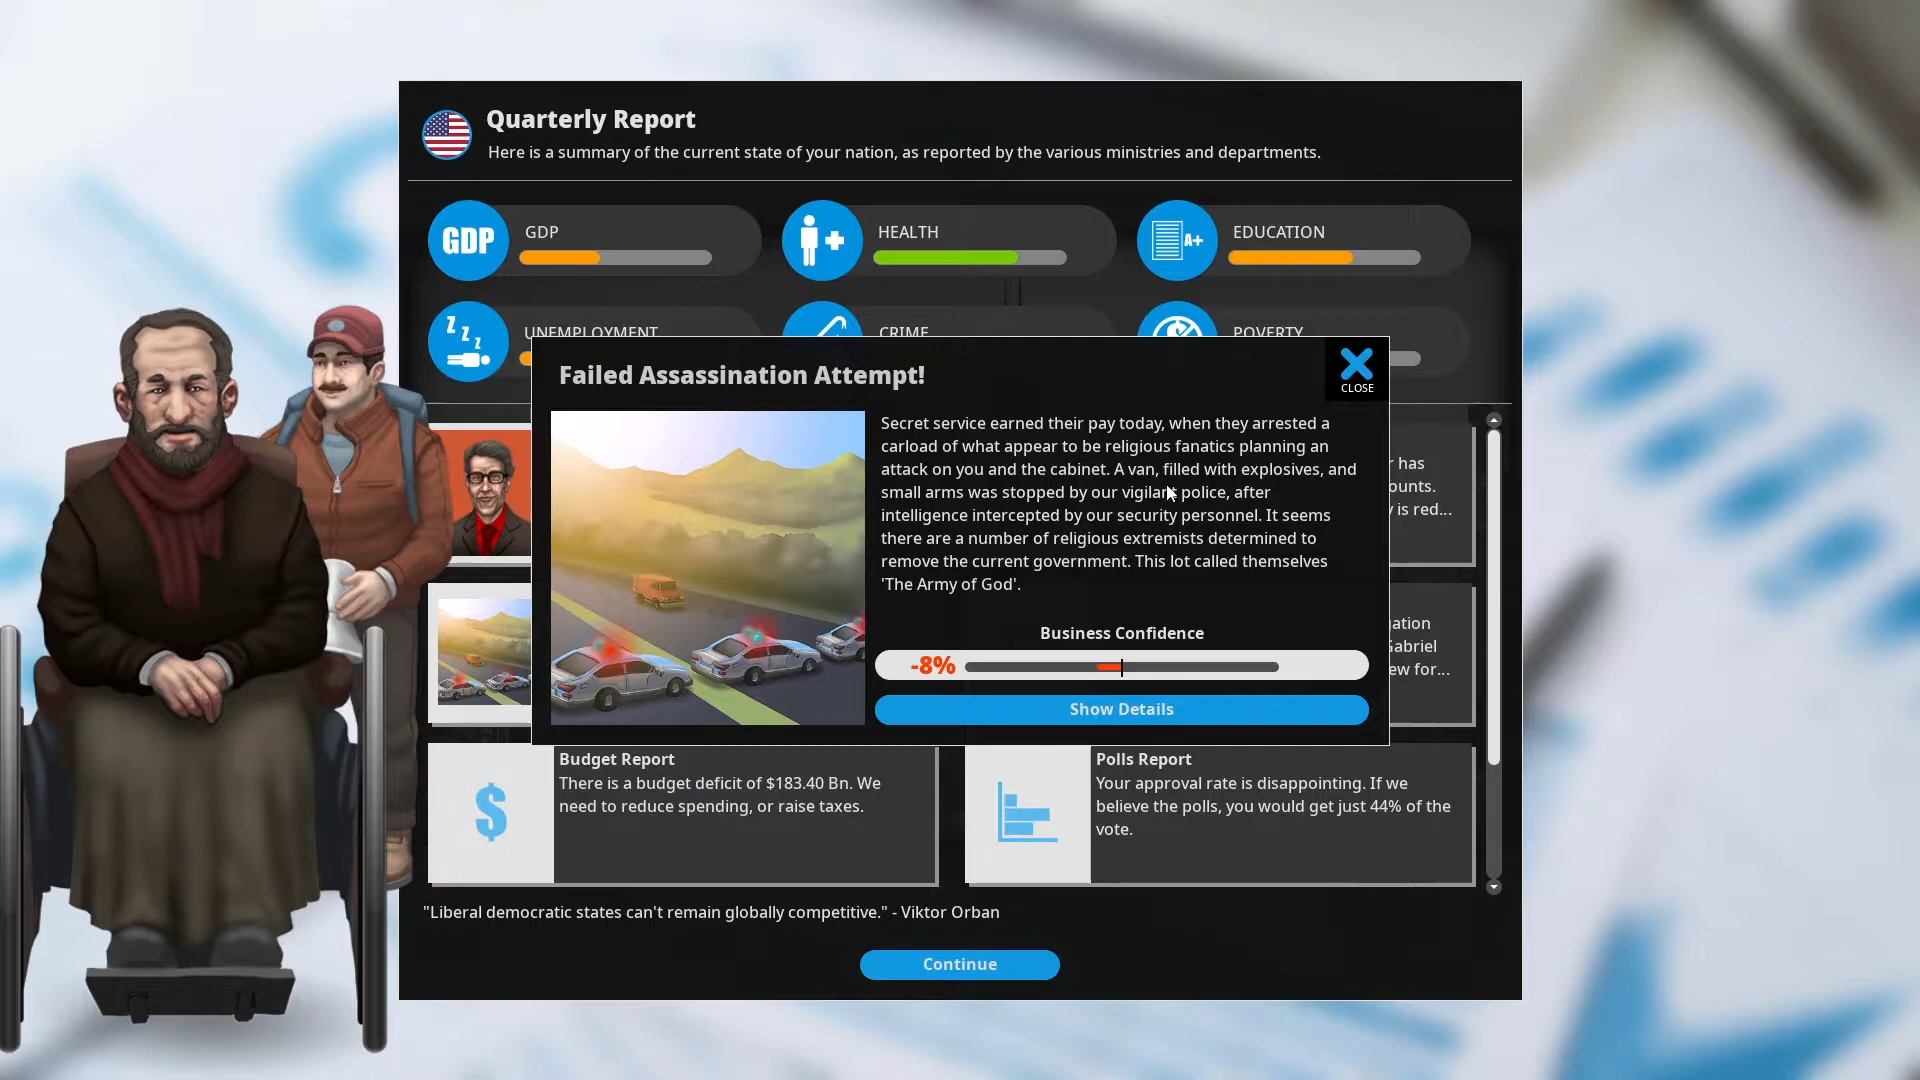 Quarterly Report
Here is a summary of the current state of your nation, as reported by the various ministries and departments.
GDP
GDP
HEALTH
A+
EDUCATION
Z
Z
Z
UNEMPLOYMENT
CRIME
POVERTY
Failed Assassination Attempt!
CLOSE
Secret service earned their pay today, when they arrested a
carload of what appear to be religious fanatics planning an
attack on you and the cabinet. A van, filled with explosives, and
small arms was stopped by our vigilant police, after
intelligence intercepted by our security personnel. It seems
there are a number of religious extremists determined to
remove the current government. This lot called themselves
'The Army of God'.
Business Confidence
-8%
Show Details
r has
ounts.
y is red...
gation
Gabriel
ew for...
Budget Report
There is a budget deficit of $183.40 Bn. We
need to reduce spending, or raise taxes.
$
Polls Report
Your approval rate is disappointing. If we
believe the polls, you would get just 44% of the
vote.
"Liberal democratic states can't remain globally competitive." - Viktor Orban
Continue